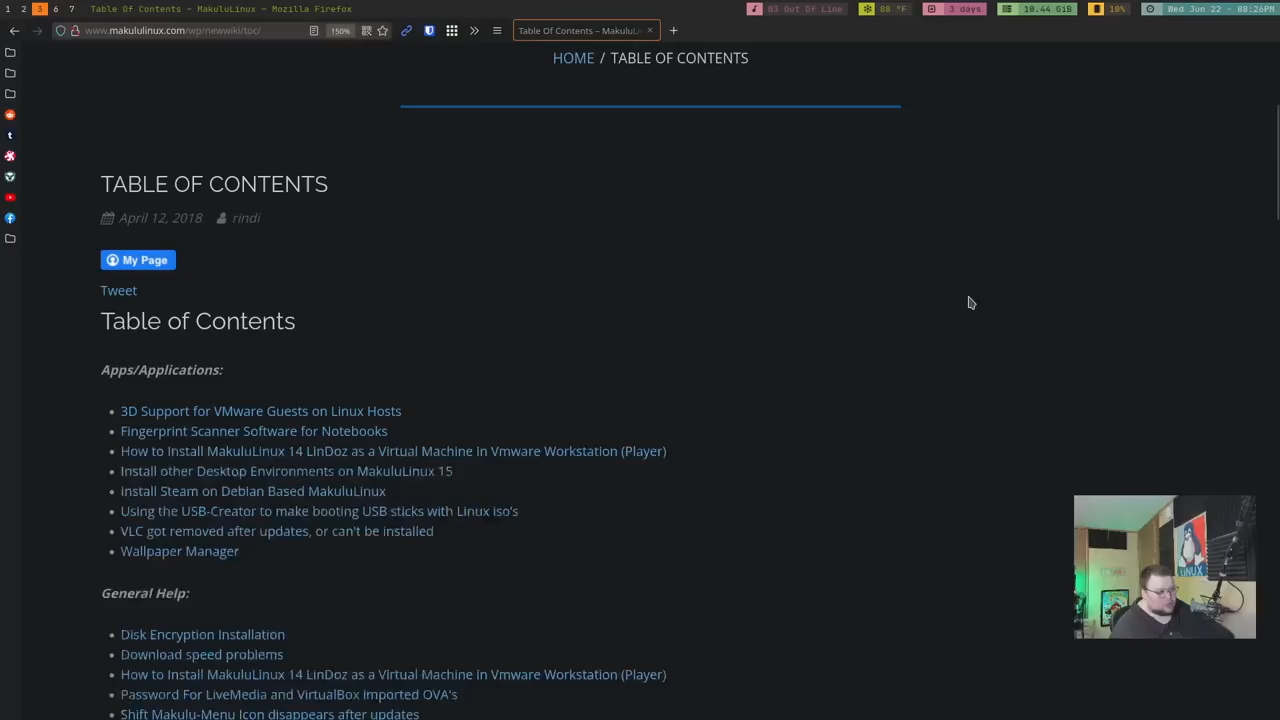 1 2 3 6 7 Table Of Contents – MakuluLinux — Mozilla Firefox
03 Out Of Line 88 °F 3 days 10.44 GiB 10% Wed Jun 22 - 08:26PM
www.makululinux.com/wp/newwiki/toc/ 150% Table Of Contents – MakuluLi
HOME / TABLE OF CONTENTS
TABLE OF CONTENTS
April 12, 2018 rindi
My Page
Tweet
Table of Contents
Apps/Applications:
3D Support for VMware Guests on Linux Hosts
Fingerprint Scanner Software for Notebooks
How to Install MakuluLinux 14 LinDoz as a Virtual Machine in Vmware Workstation (Player)
Install other Desktop Environments on MakuluLinux 15
Install Steam on Debian Based MakuluLinux
Using the USB-Creator to make booting USB sticks with Linux iso's
VLC got removed after updates, or can't be installed
Wallpaper Manager
General Help:
Disk Encryption Installation
Download speed problems
How to Install MakuluLinux 14 LinDoz as a Virtual Machine in Vmware Workstation (Player)
Password For LiveMedia and VirtualBox imported OVA's
Shift Makulu-Menu Icon disappears after updates
LINUX